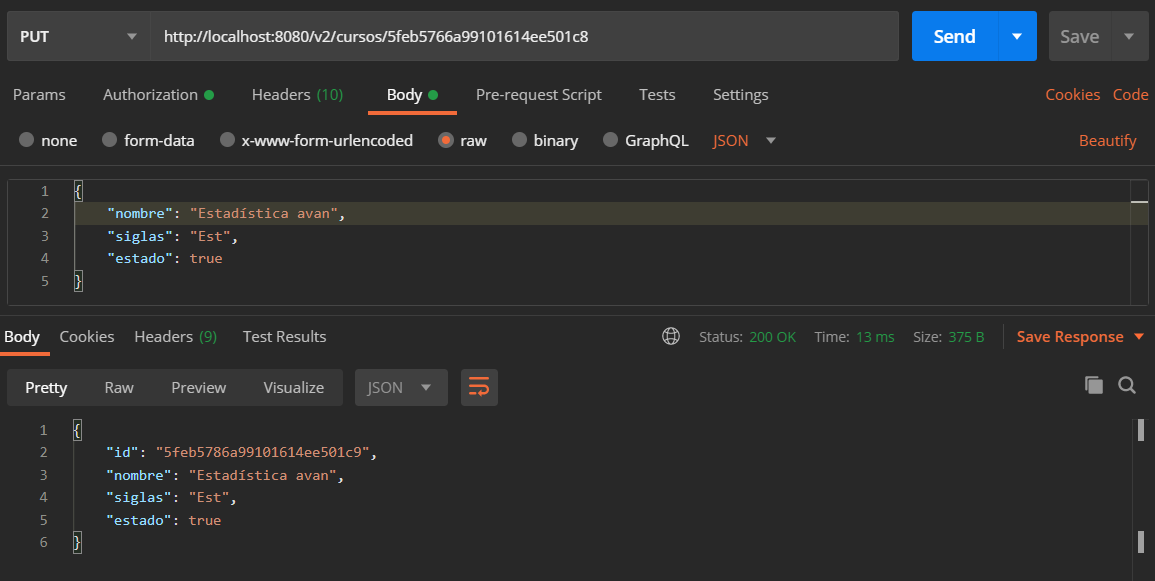 PUT http://localhost:8080/v2/cursos/5feb5766a99101614ee501c8 Send Save
Params Authorization Headers (10) Body Pre-request Script Tests Settings Cookies Code
none form-data x-www-form-urlencoded raw binary GraphQL JSON Beautify
1 {
2 "nombre": "Estadística avan",
3 "siglas": "Est",
4 "estado": true
5 }
Body Cookies Headers (9) Test Results Status: 200 OK Time: 13 ms Size: 375 B Save Response
Pretty Raw Preview Visualize JSON
1 {
2 "id": "5feb5786a99101614ee501c9",
3 "nombre": "Estadística avan",
4 "siglas": "Est",
5 "estado": true
6 }